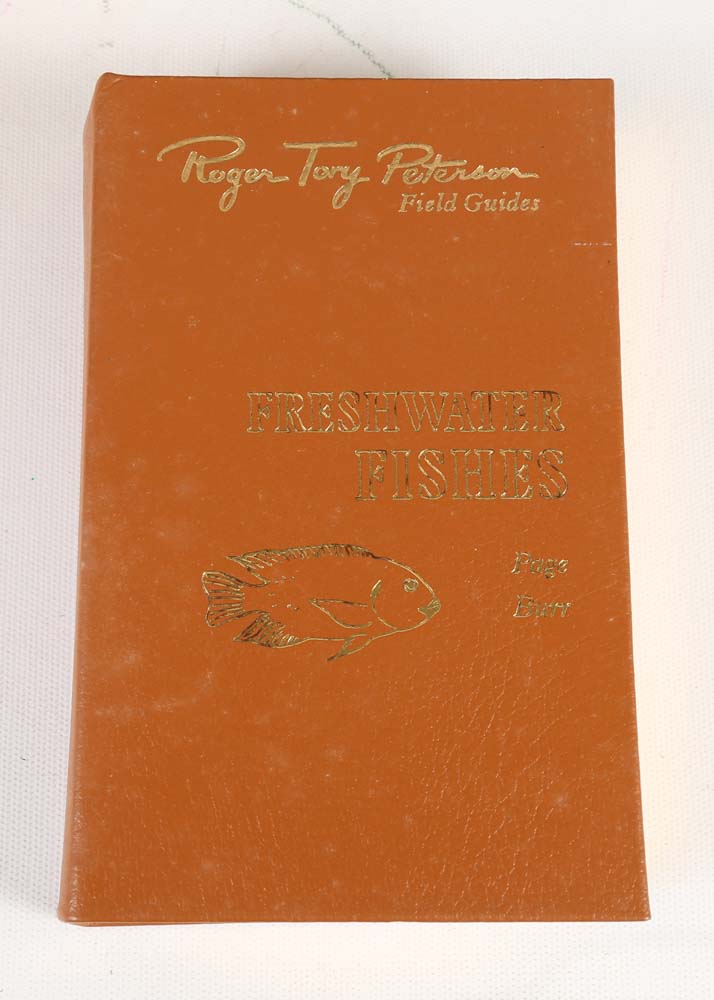 Roger Tory Peterson
Field Guides
FRESHWATER
FISHES
Page
Burr